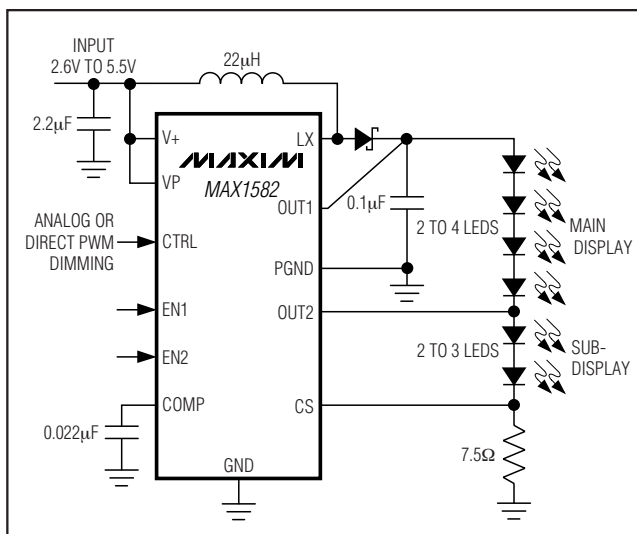 INPUT
2.6V TO 5.5V
22µH
2.2µF
V+
LX
MAXIM
MAX1582
VP
OUT1
0.1µF
2 TO 4 LEDS
MAIN
DISPLAY
ANALOG OR
DIRECT PWM
DIMMING
CTRL
PGND
EN1
OUT2
EN2
2 TO 3 LEDS
SUB-
DISPLAY
COMP
CS
0.022µF
GND
7.5Ω